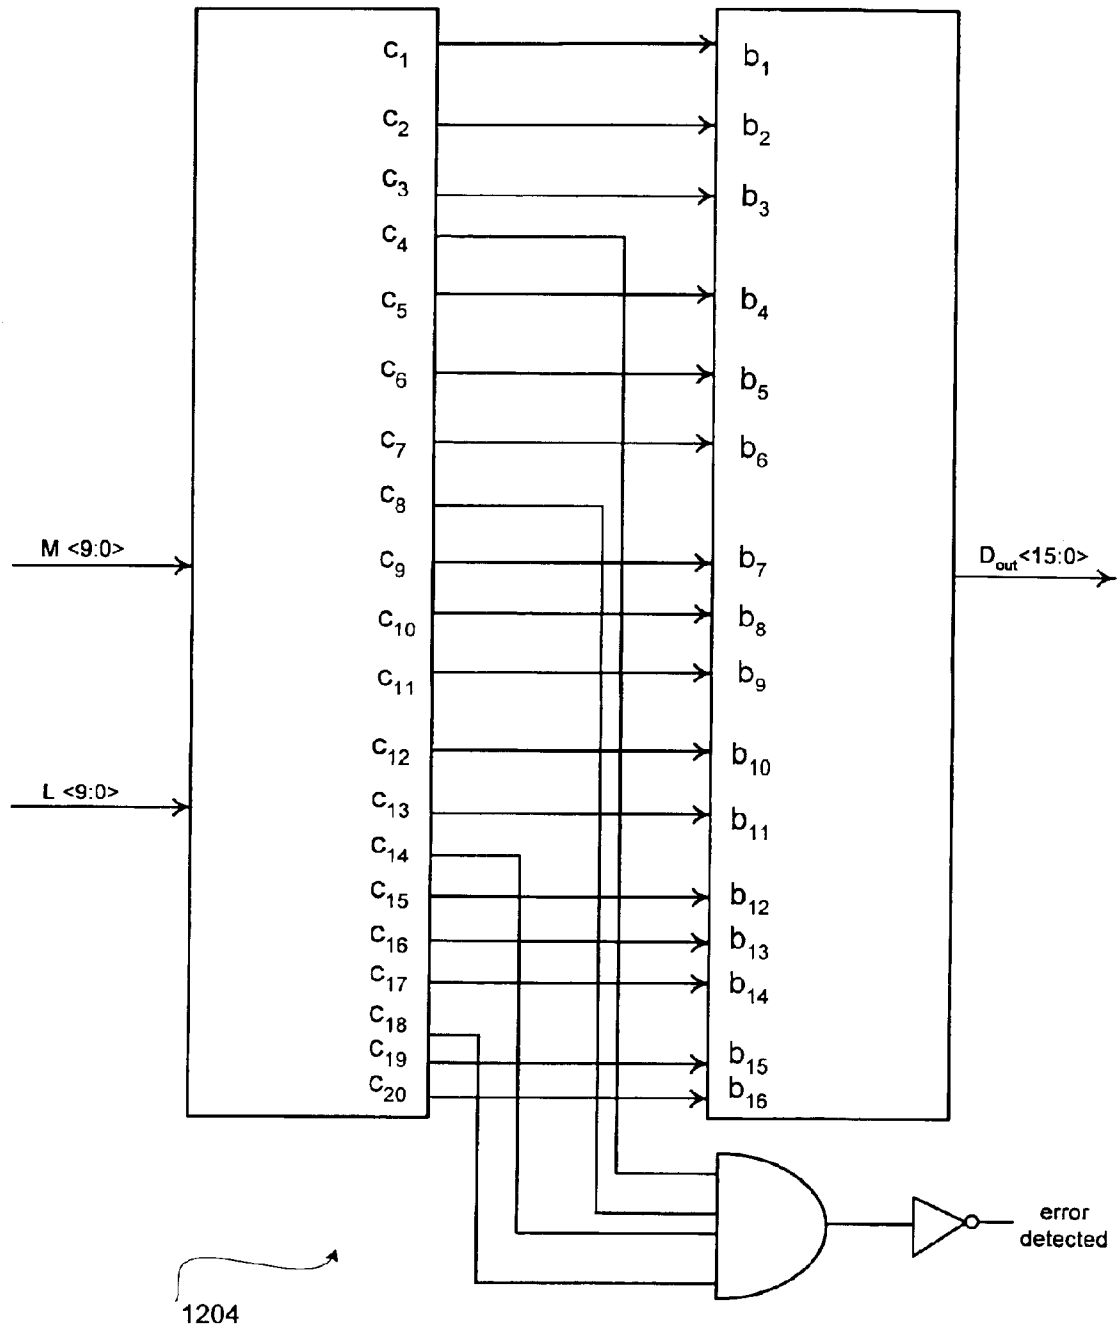 c1 b1
c2 b2
c3 b3
c4
c5 b4
c6 b5
c7 b6
c8
M <9:0>
c9 b7
Dout<15:0>
c10 b8
c11 b9
c12 b10
L <9:0>
c13 b11
c14
c15 b12
c16 b13
c17 b14
c18
c19 b15
c20 b16
error
detected
1204